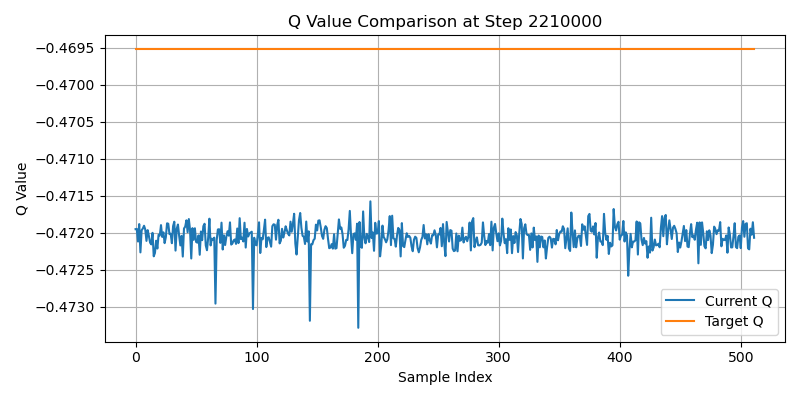 Q Value Comparison at Step 2210000
Q Value
−0.4695
−0.4700
−0.4705
−0.4710
−0.4715
−0.4720
−0.4725
−0.4730
0
100
200
300
400
500
Sample Index
Current Q
Target Q